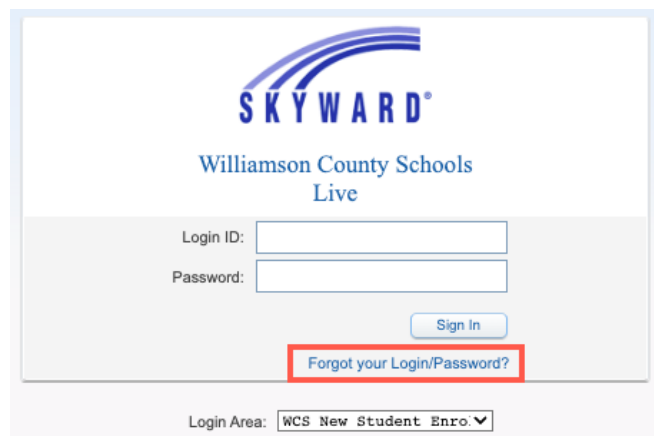 SKYWARD®
Williamson County Schools
Live
Login ID:
Password:
Sign In
Forgot your Login/Password?
Login Area: WCS New Student Enro